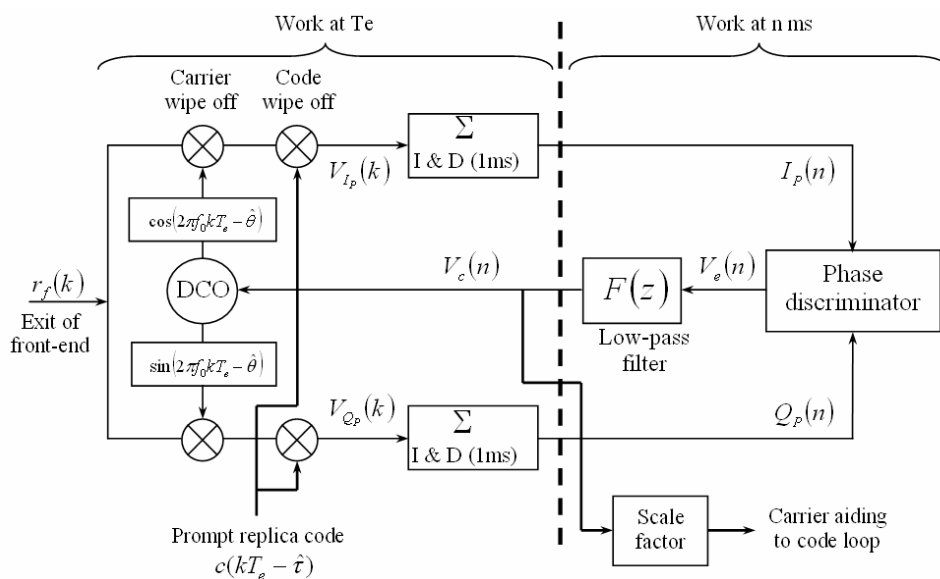 Work at Te
Work at n ms
Carrier
wipe off
Code
wipe off
Σ
I & D (1ms)
V_{I_P}(k)
I_P(n)
cos(2πf₀kT_e − θ̂)
r_f(k)
Exit of
front-end
DCO
V_c(n)
F(z)
Low-pass
filter
V_e(n)
Phase
discriminator
sin(2πf₀kT_e − θ̂)
V_{Q_P}(k)
Σ
I & D (1ms)
Q_P(n)
Prompt replica code
c(kT_e − τ̂)
Scale
factor
Carrier aiding
to code loop